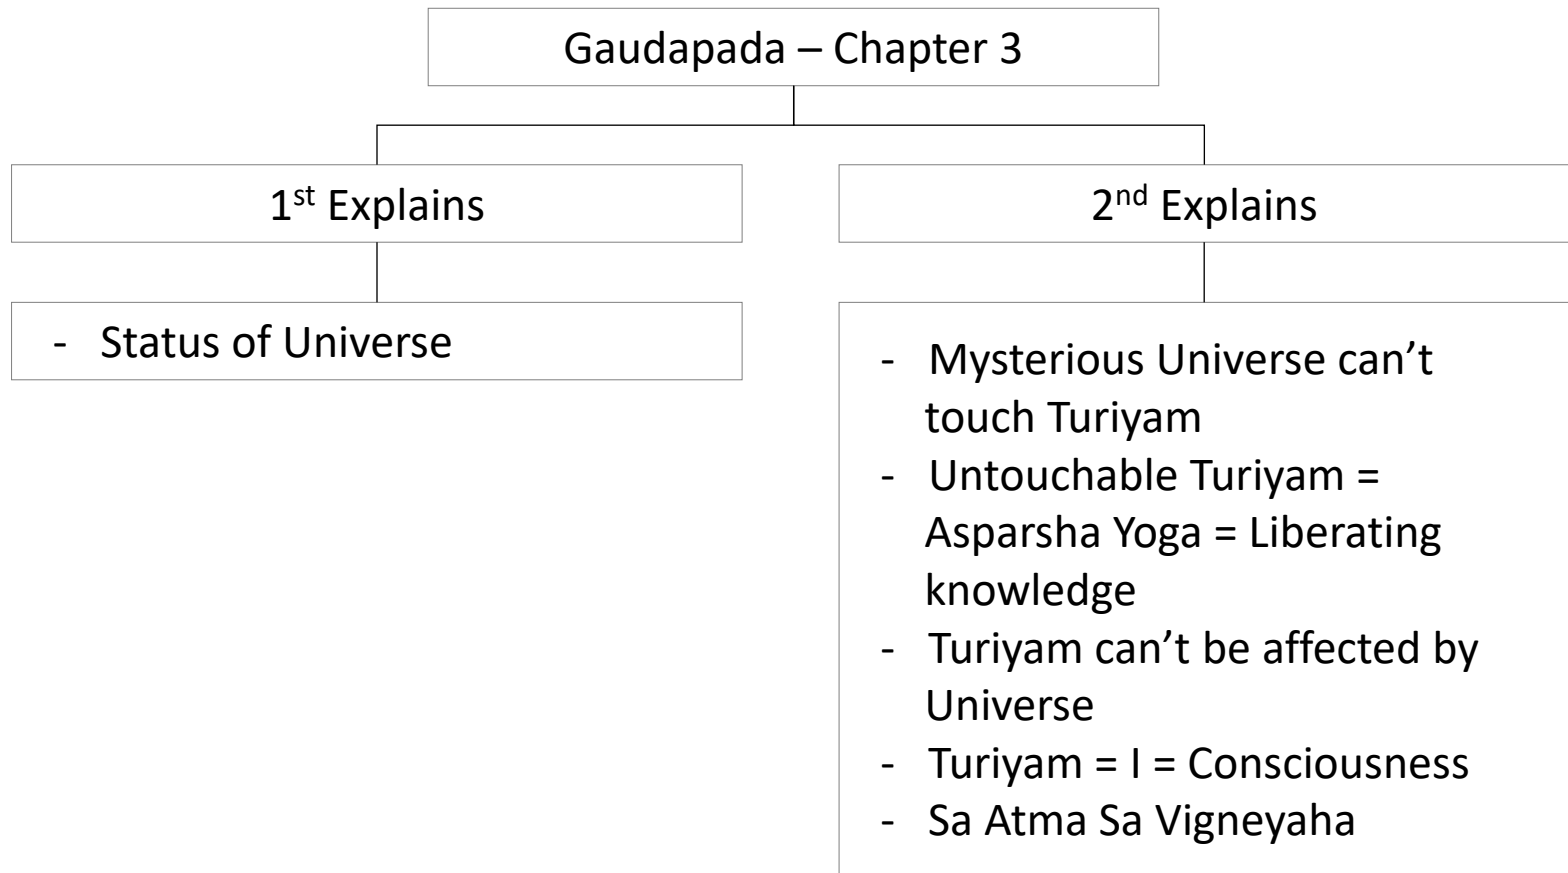 Gaudapada – Chapter 3
1st Explains
2nd Explains
- Status of Universe
- Mysterious Universe can’t
touch Turiyam
- Untouchable Turiyam =
Asparsha Yoga = Liberating
knowledge
- Turiyam can’t be affected by
Universe
- Turiyam = I = Consciousness
- Sa Atma Sa Vigneyaha